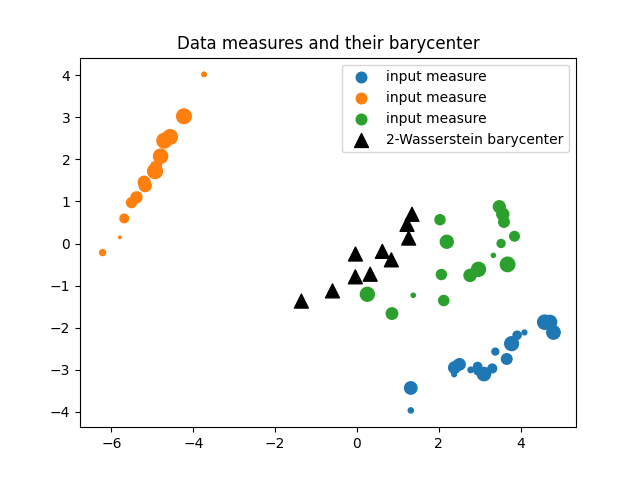 Data measures and their barycenter
input measure
input measure
input measure
2-Wasserstein barycenter
4
3
2
1
0
−1
−2
−3
−4
−6 −4 −2 0 2 4